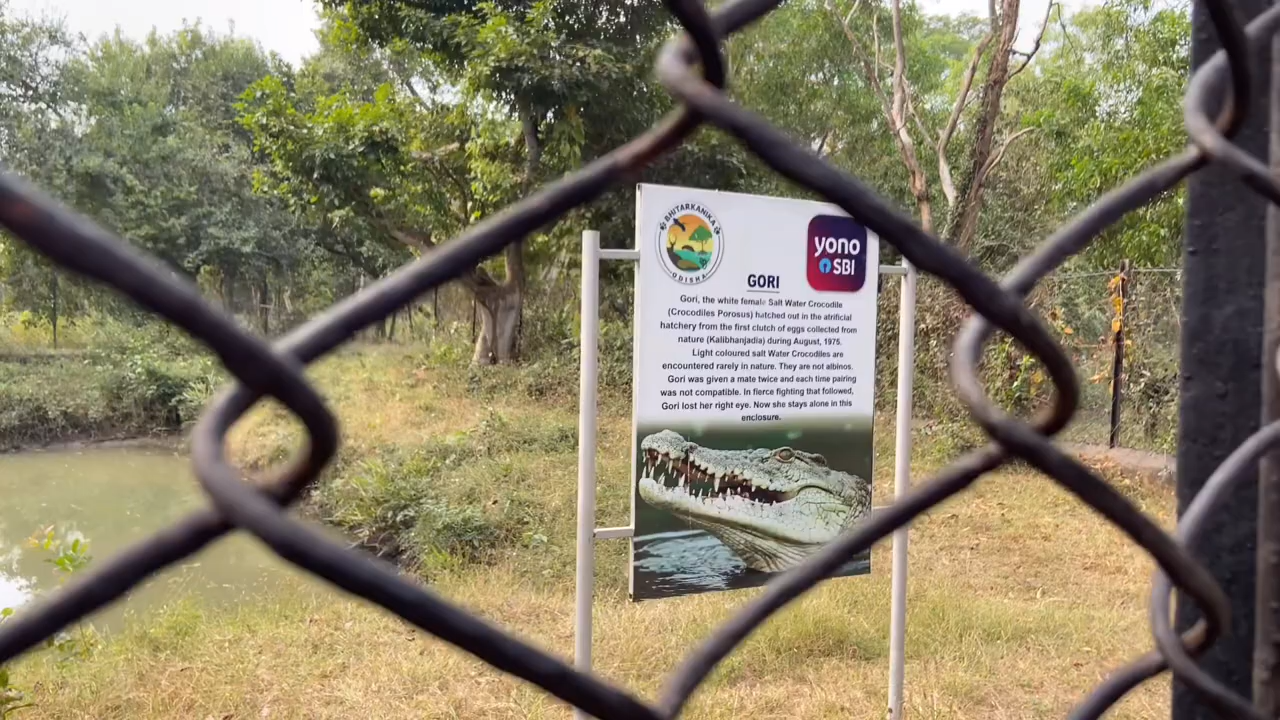 BHITARKANIKA
ODISHA
yono
SBI
GORI
Gori, the white female Salt Water Crocodile
(Crocodiles Porosus) hatched out in the atrificial
hatchery from the first clutch of eggs collected from
nature (Kalibhanjadia) during August, 1975.
Light coloured salt Water Crocodiles are
encountered rarely in nature. They are not albinos.
Gori was given a mate twice and each time pairing
was not compatible. In fierce fighting that followed,
Gori lost her right eye. Now she stays alone in this
enclosure.